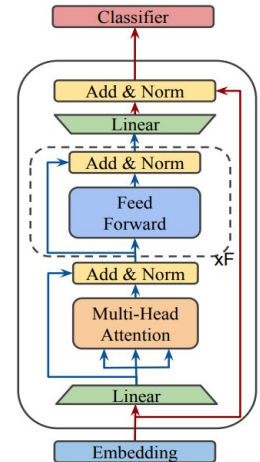 Classifier
Add & Norm
Linear
Add & Norm
Feed
Forward
xF
Add & Norm
Multi-Head
Attention
Linear
Embedding